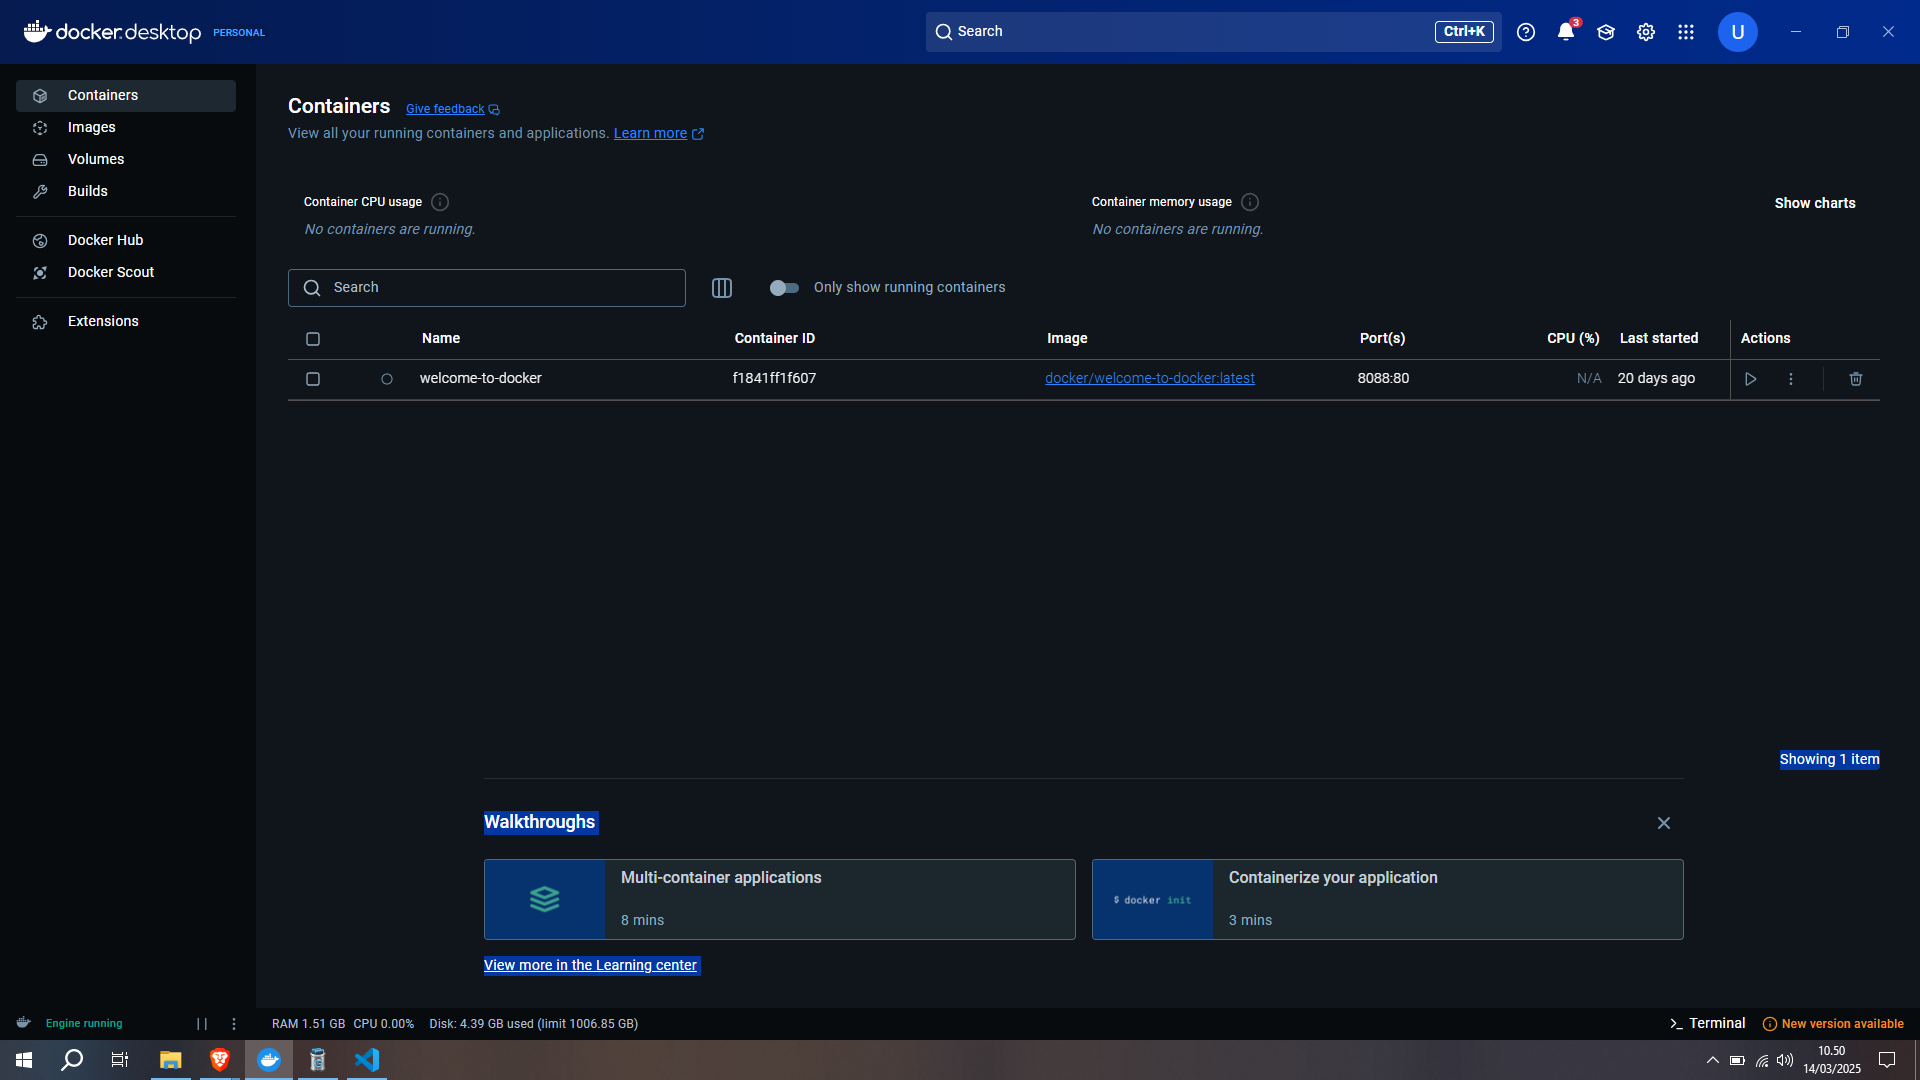 docker.desktop PERSONAL
Search Ctrl+K
3
U
Containers
Images
Volumes
Builds
Docker Hub
Docker Scout
Extensions
Containers Give feedback
View all your running containers and applications. Learn more
Container CPU usage
No containers are running.
Container memory usage
No containers are running.
Show charts
Search
Only show running containers
Name Container ID Image Port(s) CPU (%) Last started Actions
welcome-to-docker f1841ff1f607 docker/welcome-to-docker:latest 8088:80 N/A 20 days ago
Showing 1 item
Walkthroughs
Multi-container applications
8 mins
$ docker init
Containerize your application
3 mins
View more in the Learning center
Engine running
RAM 1.51 GB CPU 0.00% Disk: 4.39 GB used (limit 1006.85 GB)
Terminal
New version available
10.50
14/03/2025